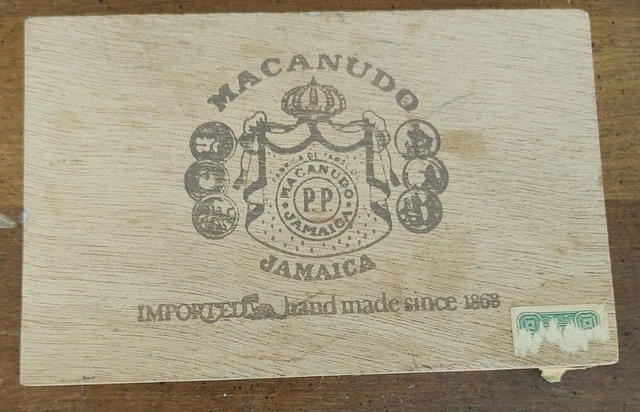 MACANUDO
MACANUDO
P.P
JAMAICA
JAMAICA
IMPORTED hand made since 1868